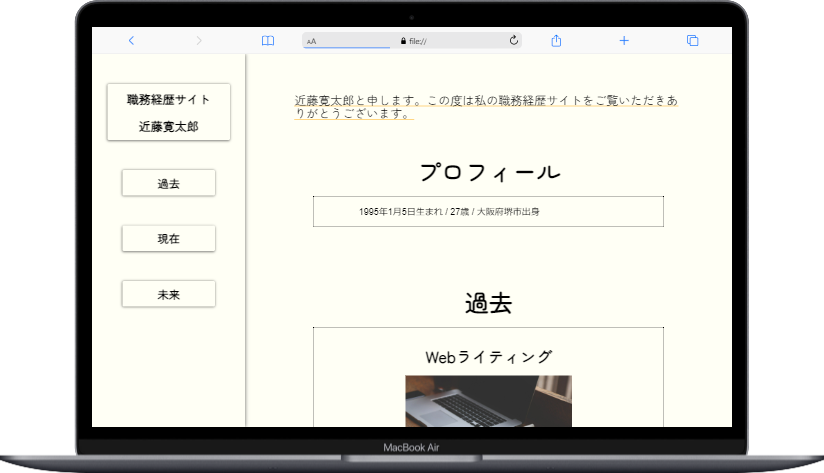 AA
file://
職務経歴サイト
近藤寛太郎
過去
現在
未来
近藤寛太郎と申します。この度は私の職務経歴サイトをご覧いただきあ
りがとうございます。
プロフィール
1995年1月5日生まれ / 27歳 / 大阪府堺市出身
過去
Webライティング
MacBook Air